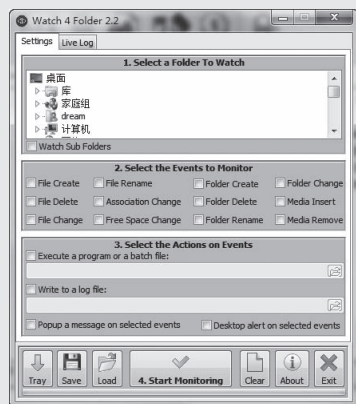 Watch 4 Folder 2.2
Settings Live Log
1. Select a Folder To Watch
桌面
库
家庭组
dream
计算机
Watch Sub Folders
2. Select the Events to Monitor
File Create File Rename Folder Create Folder Change
File Delete Association Change Folder Delete Media Insert
File Change Free Space Change Folder Rename Media Remove
3. Select the Actions on Events
Execute a program or a batch file:
Write to a log file:
Popup a message on selected events Desktop alert on selected events
Tray Save Load 4. Start Monitoring Clear About Exit